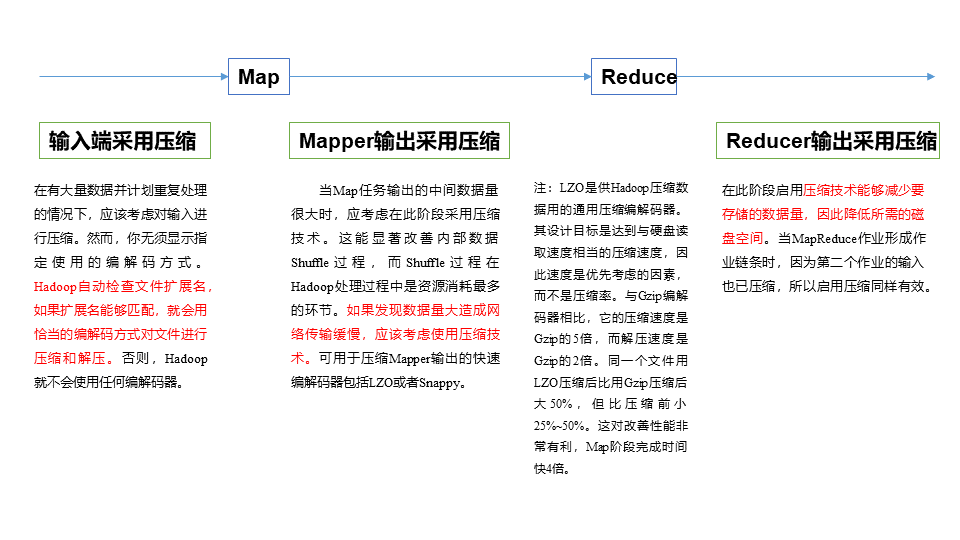 Map
Reduce
输入端采用压缩
Mapper输出采用压缩
Reducer输出采用压缩
在有大量数据并计划重复处理
的情况下，应该考虑对输入进
行压缩。然而，你无须显示指
定使用的编解码方式。
Hadoop自动检查文件扩展名，
如果扩展名能够匹配，就会用
恰当的编解码方式对文件进行
压缩和解压。否则，Hadoop
就不会使用任何编解码器。
当Map任务输出的中间数据量
很大时，应考虑在此阶段采用压缩
技术。这能显著改善内部数据
Shuffle过程，而Shuffle过程在
Hadoop处理过程中是资源消耗最多
的环节。如果发现数据量大造成网
络传输缓慢，应该考虑使用压缩技
术。可用于压缩Mapper输出的快速
编解码器包括LZO或者Snappy。
注：LZO是供Hadoop压缩数
据用的通用压缩编解码器。
其设计目标是达到与硬盘读
取速度相当的压缩速度，因
此速度是优先考虑的因素，
而不是压缩率。与Gzip编解
码器相比，它的压缩速度是
Gzip的5倍，而解压速度是
Gzip的2倍。同一个文件用
LZO压缩后比用Gzip压缩后
大50%，但比压缩前小
25%~50%。这对改善性能非
常有利，Map阶段完成时间
快4倍。
在此阶段启用压缩技术能够减少要
存储的数据量，因此降低所需的磁
盘空间。当MapReduce作业形成作
业链条时，因为第二个作业的输入
也已压缩，所以启用压缩同样有效。